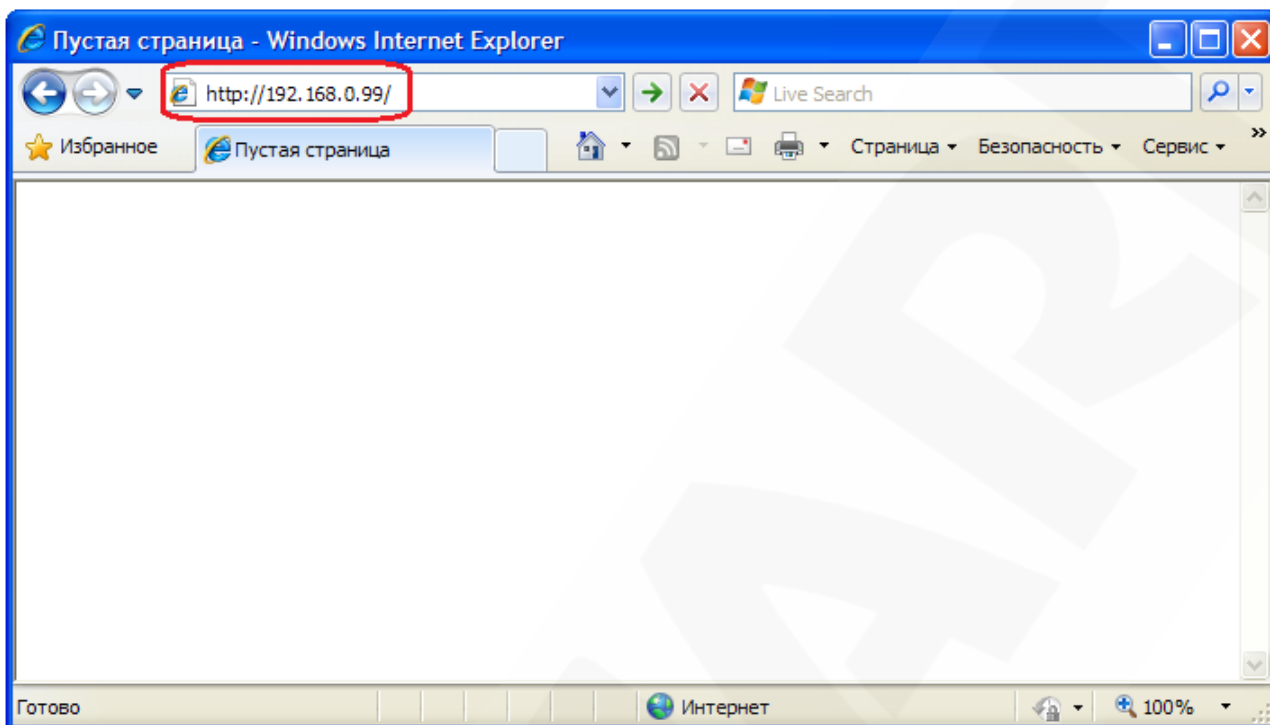 Пустая страница - Windows Internet Explorer
http://192.168.0.99/ Live Search
Избранное Пустая страница Страница Безопасность Сервис »
Готово Интернет 100%